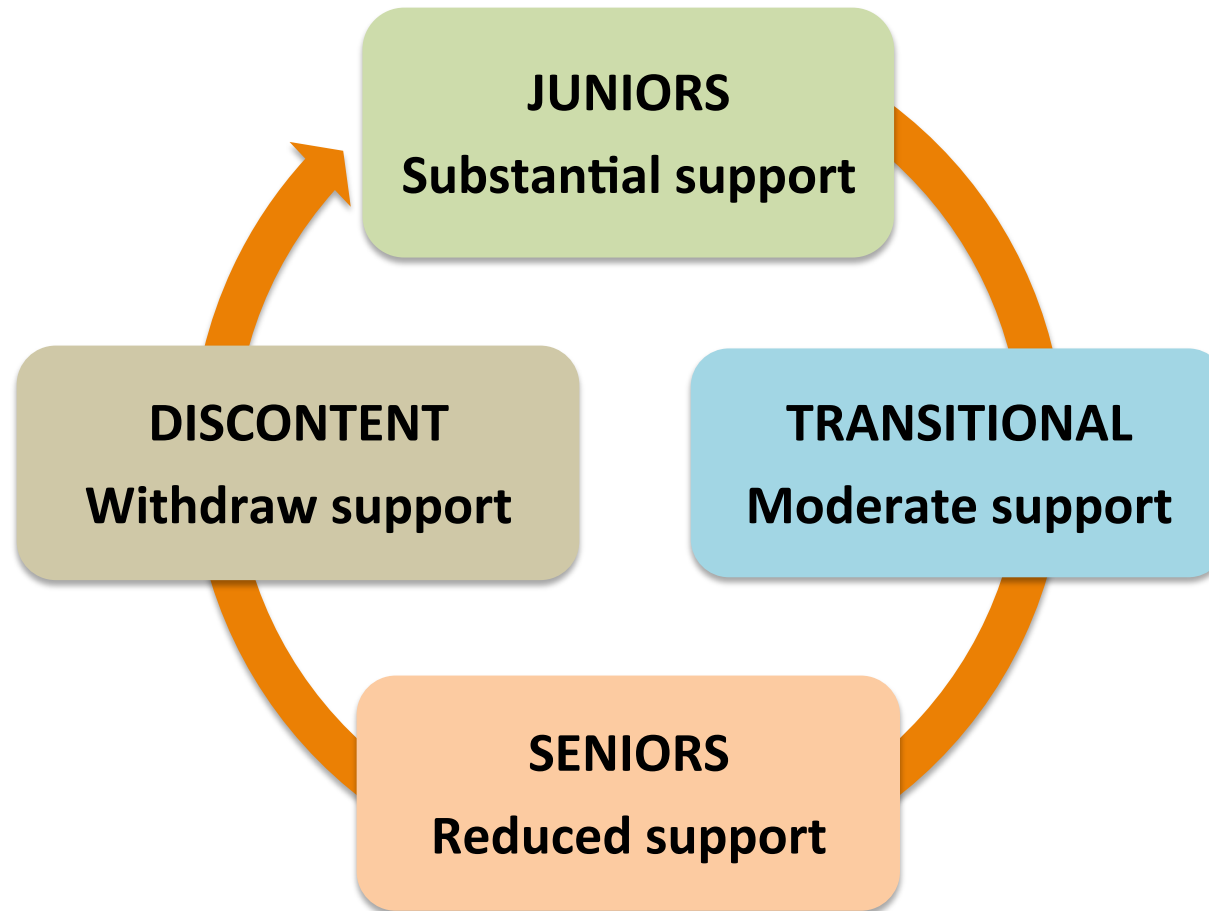 JUNIORS
Substantial support
TRANSITIONAL
Moderate support
SENIORS
Reduced support
DISCONTENT
Withdraw support